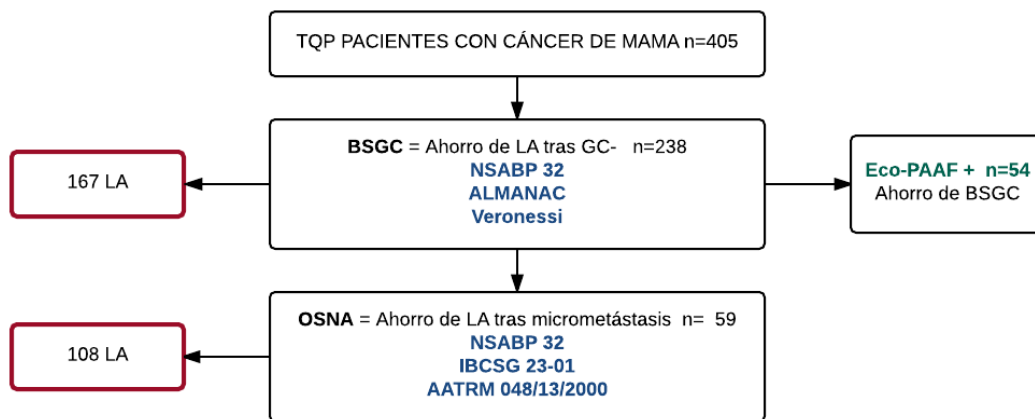 TQP PACIENTES CON CÁNCER DE MAMA n=405
BSGC = Ahorro de LA tras GC- n=238
NSABP 32
ALMANAC
Veronessi
167 LA
Eco-PAAF + n=54
Ahorro de BSGC
OSNA = Ahorro de LA tras micrometástasis n= 59
NSABP 32
IBCSG 23-01
AATRM 048/13/2000
108 LA